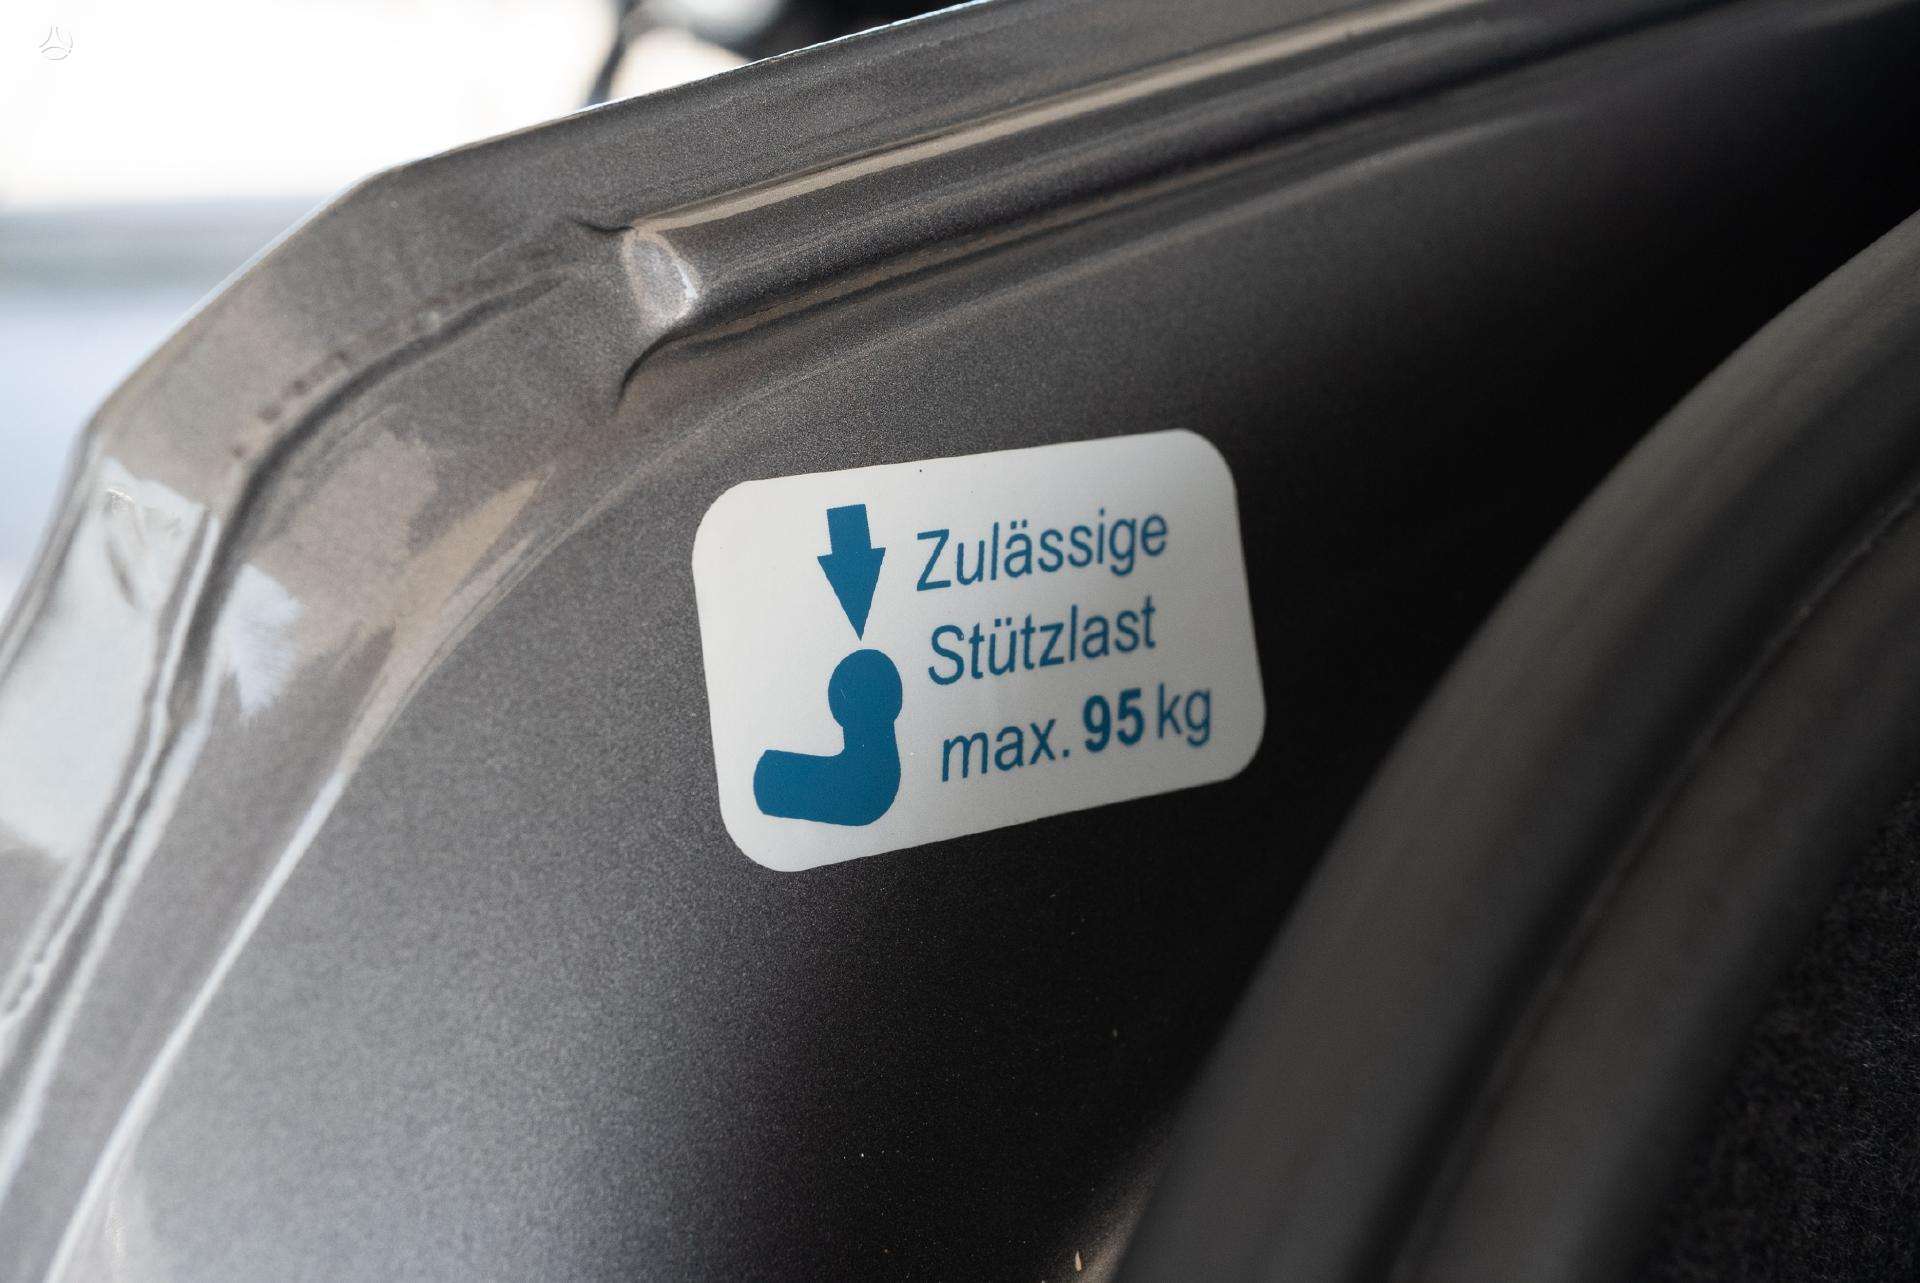 Zulässige
Stützlast
max. 95 kg